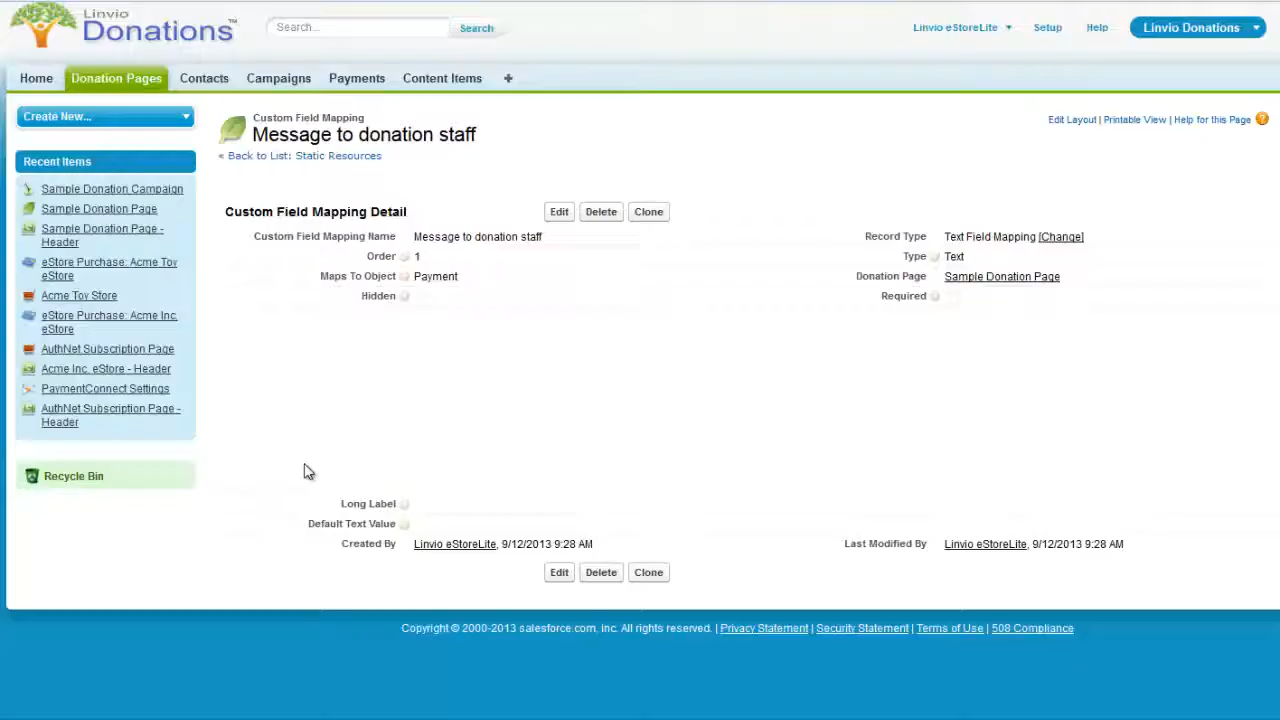 Linvio
Donations™
Search...
Search
Linvio eStoreLite
Setup
Help
Linvio Donations
Home
Donation Pages
Contacts
Campaigns
Payments
Content Items
+
Create New...
Recent Items
Sample Donation Campaign
Sample Donation Page
Sample Donation Page -
Header
eStore Purchase: Acme Toy
eStore
Acme Toy Store
eStore Purchase: Acme Inc.
eStore
AuthNet Subscription Page
Acme Inc. eStore - Header
PaymentConnect Settings
AuthNet Subscription Page -
Header
Recycle Bin
Custom Field Mapping
Message to donation staff
« Back to List: Static Resources
Edit Layout | Printable View | Help for this Page ?
Custom Field Mapping Detail
Edit Delete Clone
Custom Field Mapping Name Message to donation staff
Record Type Text Field Mapping [Change]
Order 1
Type Text
Maps To Object Payment
Donation Page Sample Donation Page
Hidden
Required
Long Label
Default Text Value
Created By Linvio eStoreLite, 9/12/2013 9:28 AM
Last Modified By Linvio eStoreLite, 9/12/2013 9:28 AM
Edit Delete Clone
Copyright © 2000-2013 salesforce.com, inc. All rights reserved. | Privacy Statement | Security Statement | Terms of Use | 508 Compliance